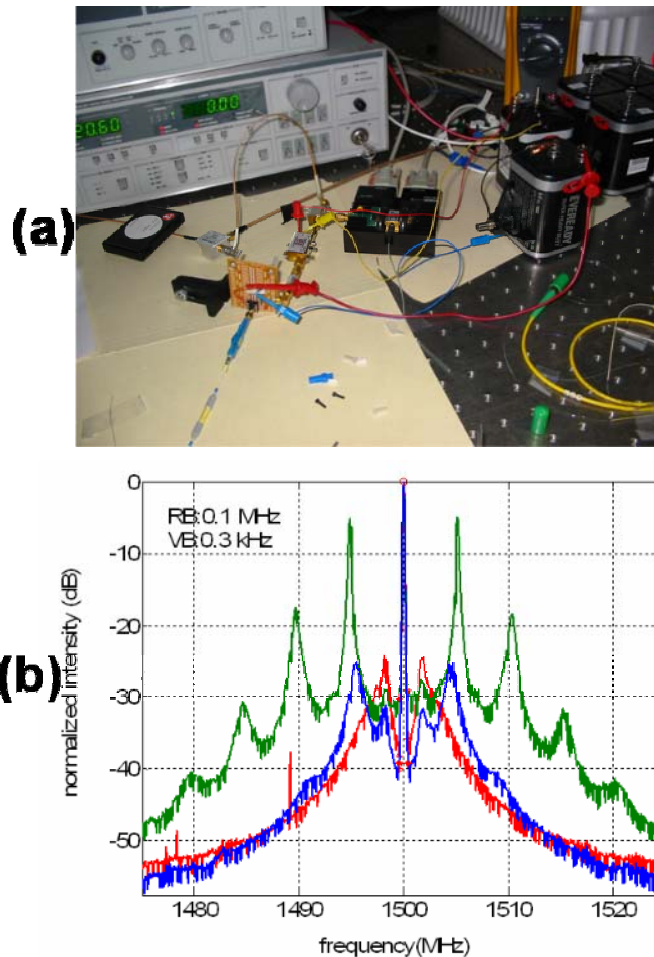 20.60
0.00
EVEREADY
(a)
RB:0.1 MHz
VB:0.3 kHz
(b)
normalized intensity (dB)
0
-10
-20
-30
-40
-50
1480
1490
1500
1510
1520
frequency(MHz)